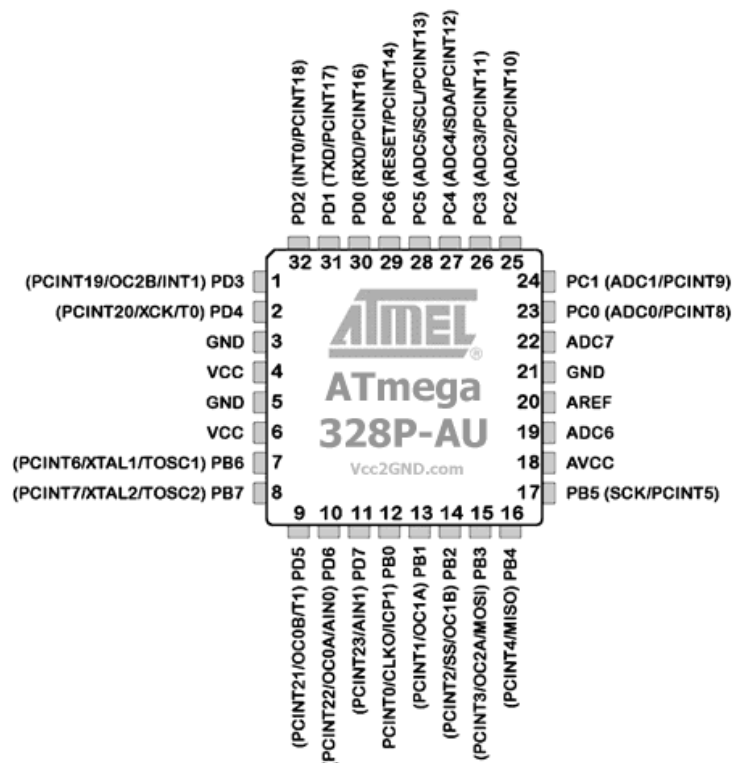 PD2 (INT0/PCINT18)
PD1 (TXD/PCINT17)
PD0 (RXD/PCINT16)
PC6 (RESET/PCINT14)
PC5 (ADC5/SCL/PCINT13)
PC4 (ADC4/SDA/PCINT12)
PC3 (ADC3/PCINT11)
PC2 (ADC2/PCINT10)
32 31 30 29 28 27 26 25
(PCINT19/OC2B/INT1) PD3 1
(PCINT20/XCK/T0) PD4 2
GND 3
VCC 4
GND 5
VCC 6
(PCINT6/XTAL1/TOSC1) PB6 7
(PCINT7/XTAL2/TOSC2) PB7 8
ATMEL ®
ATmega
328P-AU
Vcc2GND.com
24 PC1 (ADC1/PCINT9)
23 PC0 (ADC0/PCINT8)
22 ADC7
21 GND
20 AREF
19 ADC6
18 AVCC
17 PB5 (SCK/PCINT5)
9 10 11 12 13 14 15 16
(PCINT21/OC0B/T1) PD5
(PCINT22/OC0A/AIN0) PD6
(PCINT23/AIN1) PD7
PCINT0/CLKO/ICP1) PB0
(PCINT1/OC1A) PB1
(PCINT2/SS/OC1B) PB2
(PCINT3/OC2A/MOSI) PB3
(PCINT4/MISO) PB4